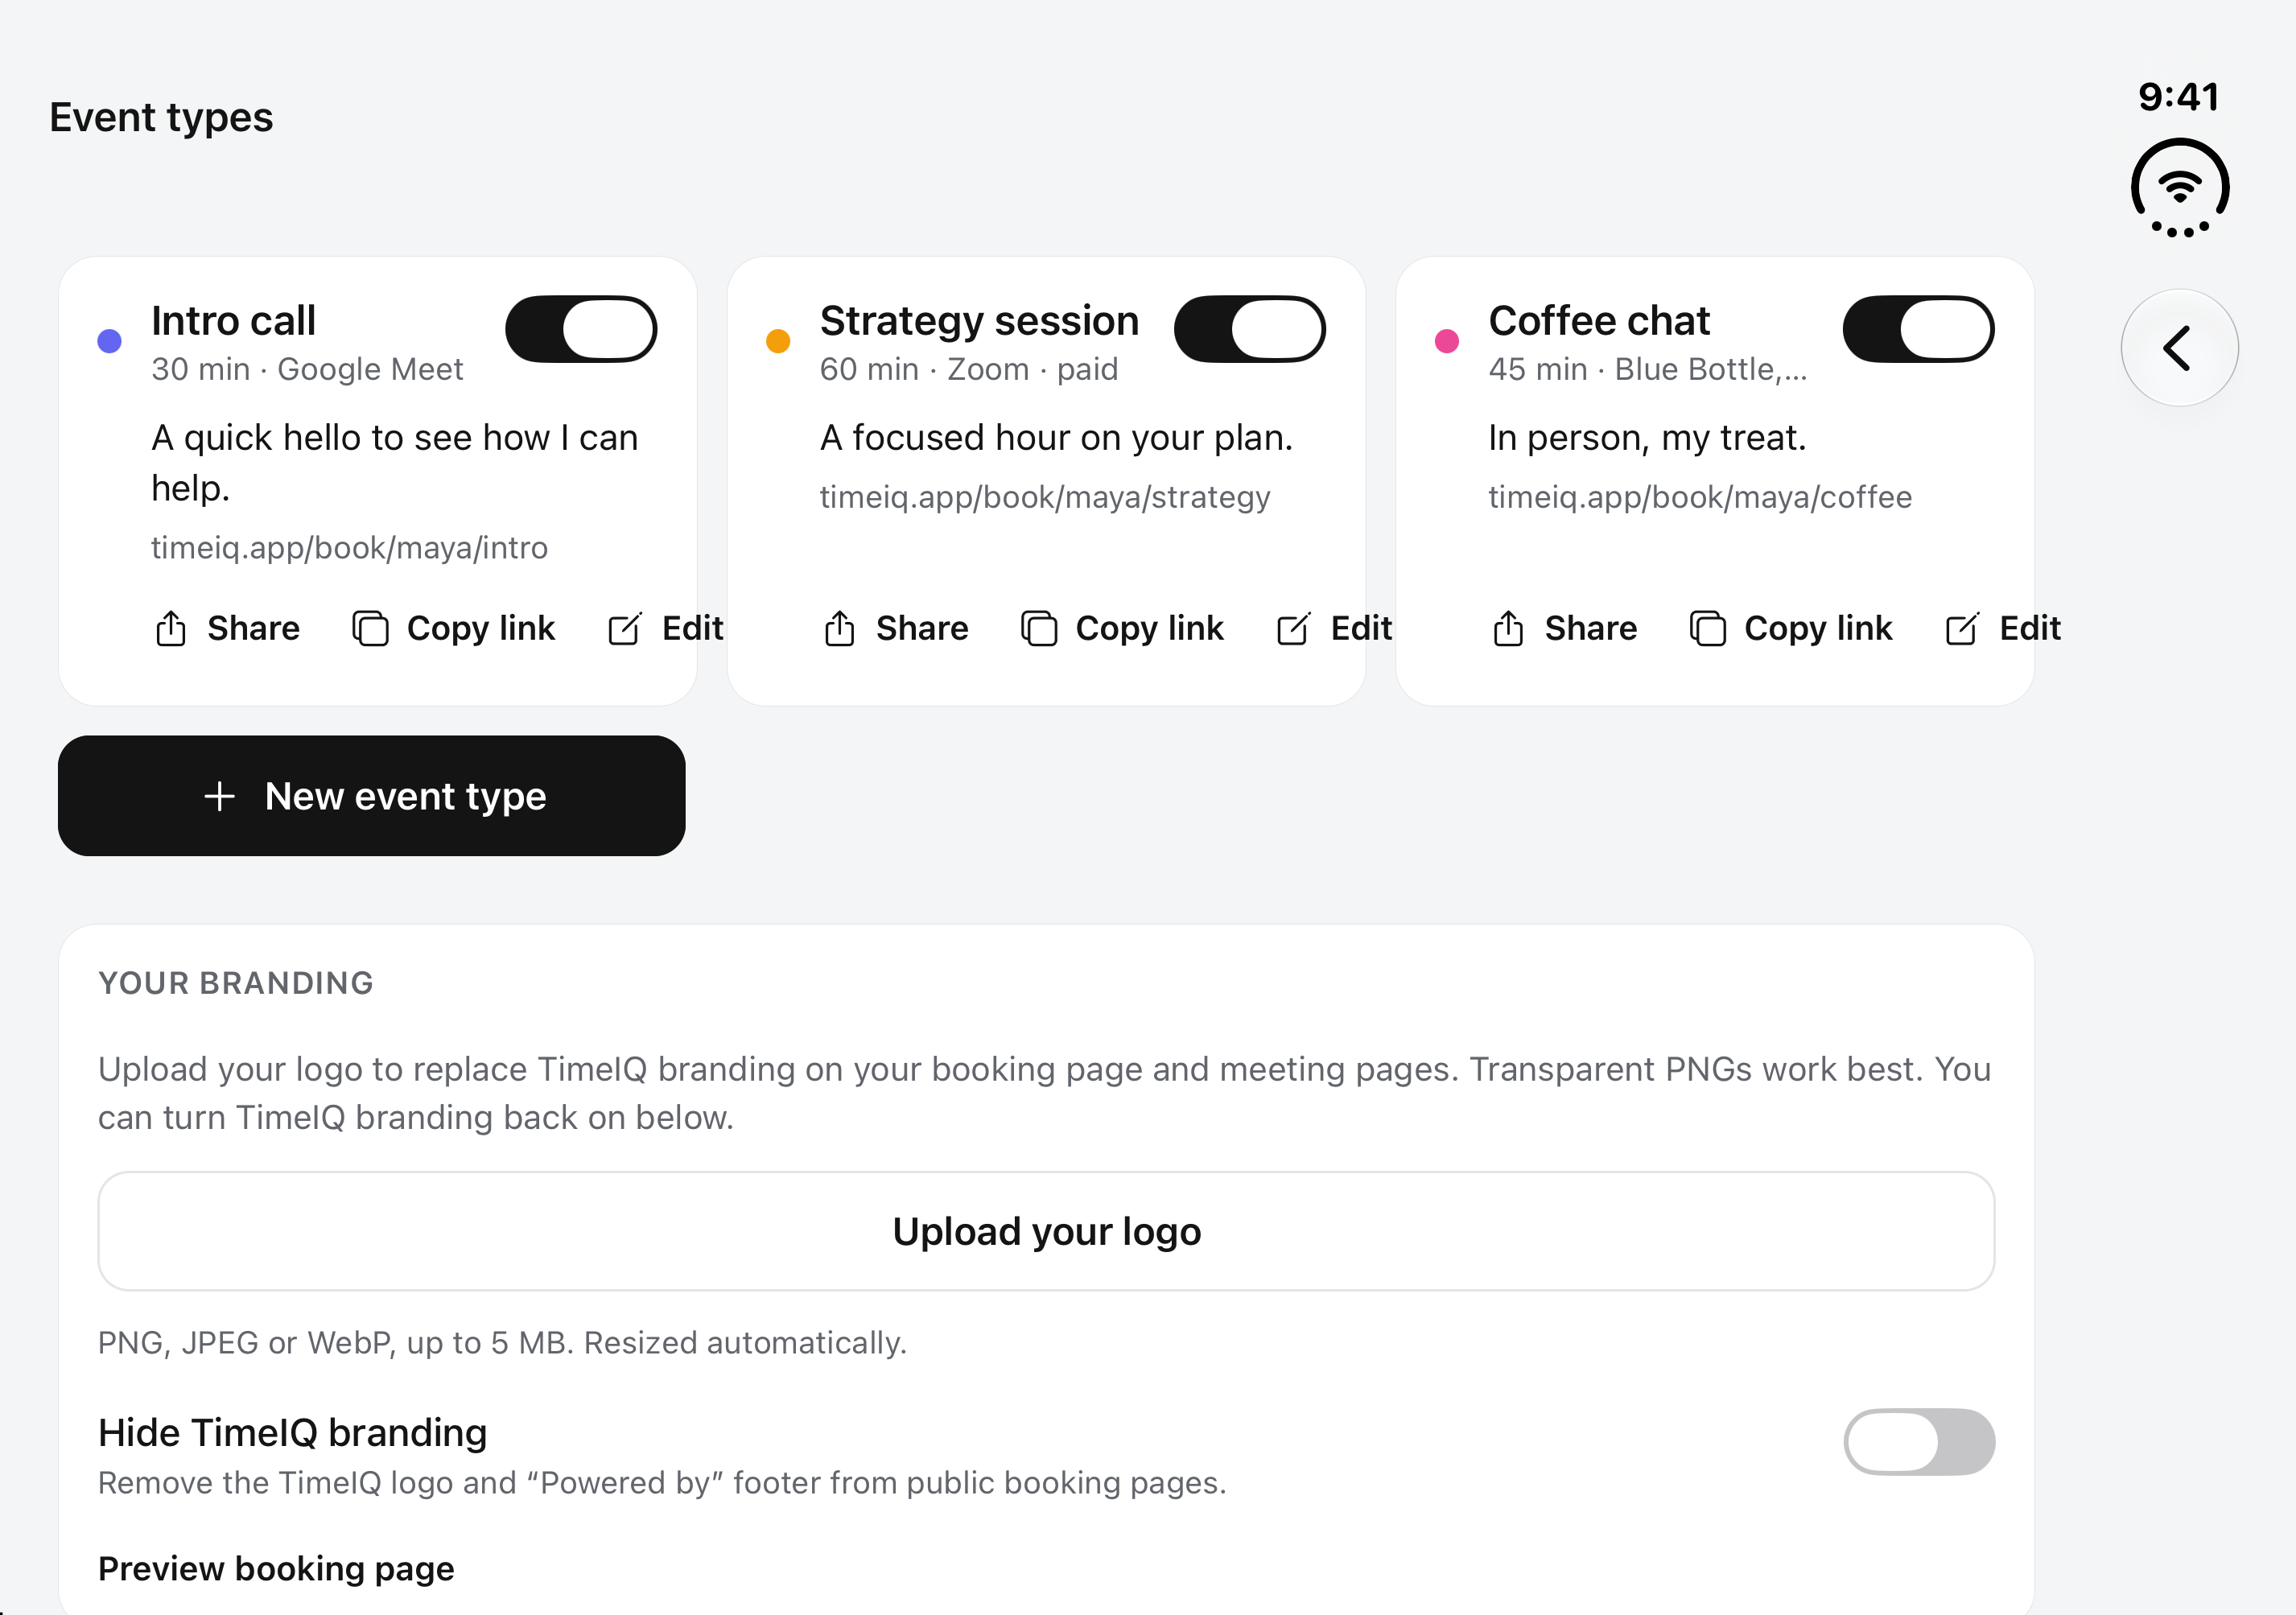 Event types
9:41
Intro call
30 min · Google Meet
A quick hello to see how I can
help.
timeiq.app/book/maya/intro
Share
Copy link
Edit
Strategy session
60 min · Zoom · paid
A focused hour on your plan.
timeiq.app/book/maya/strategy
Share
Copy link
Edit
Coffee chat
45 min · Blue Bottle,...
In person, my treat.
timeiq.app/book/maya/coffee
Share
Copy link
Edit
New event type
YOUR BRANDING
Upload your logo to replace TimeIQ branding on your booking page and meeting pages. Transparent PNGs work best. You
can turn TimeIQ branding back on below.
Upload your logo
PNG, JPEG or WebP, up to 5 MB. Resized automatically.
Hide TimeIQ branding
Remove the TimeIQ logo and “Powered by” footer from public booking pages.
Preview booking page